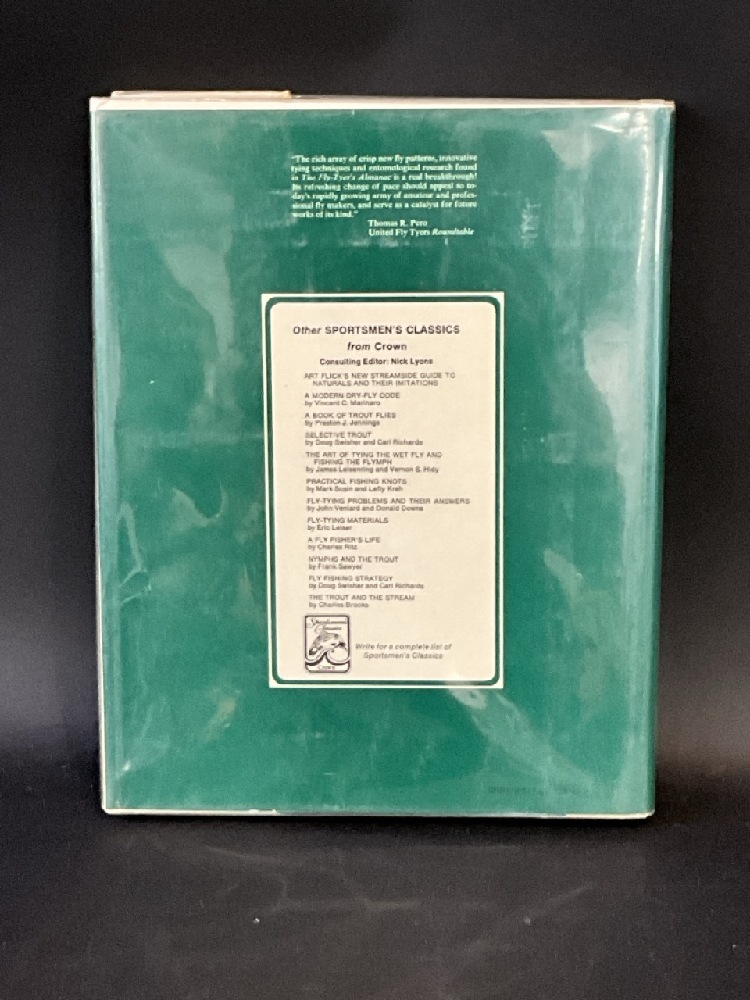 "The rich array of crisp new fly patterns, innovative
tying techniques and entomological research found
in The Fly-Tyer's Almanac is a real breakthrough!
Its refreshing change of pace should appeal to to-
day's rapidly growing army of amateur and profes-
sional fly makers, and serve as a catalyst for future
works of its kind."
Thomas R. Pero
United Fly Tyers Roundtable
Other SPORTSMEN'S CLASSICS
from Crown
Consulting Editor: Nick Lyons
ART FLICK'S NEW STREAMSIDE GUIDE TO
NATURALS AND THEIR IMITATIONS
A MODERN DRY-FLY CODE
by Vincent C. Marinaro
A BOOK OF TROUT FLIES
by Preston J. Jennings
SELECTIVE TROUT
by Doug Swisher and Carl Richards
THE ART OF TYING THE WET FLY AND
FISHING THE FLYMPH
by James Leisenring and Vernon S. Hidy
PRACTICAL FISHING KNOTS
by Mark Sosin and Lefty Kreh
FLY-TYING PROBLEMS AND THEIR ANSWERS
by John Veniard and Donald Downs
FLY-TYING MATERIALS
by Eric Leiser
A FLY FISHER'S LIFE
by Charles Ritz
NYMPHS AND THE TROUT
by Frank Sawyer
FLY FISHING STRATEGY
by Doug Swisher and Carl Richards
THE TROUT AND THE STREAM
by Charles Brooks
Sportsmen's
Classics
Crown
Write for a complete list of
Sportsmen's Classics